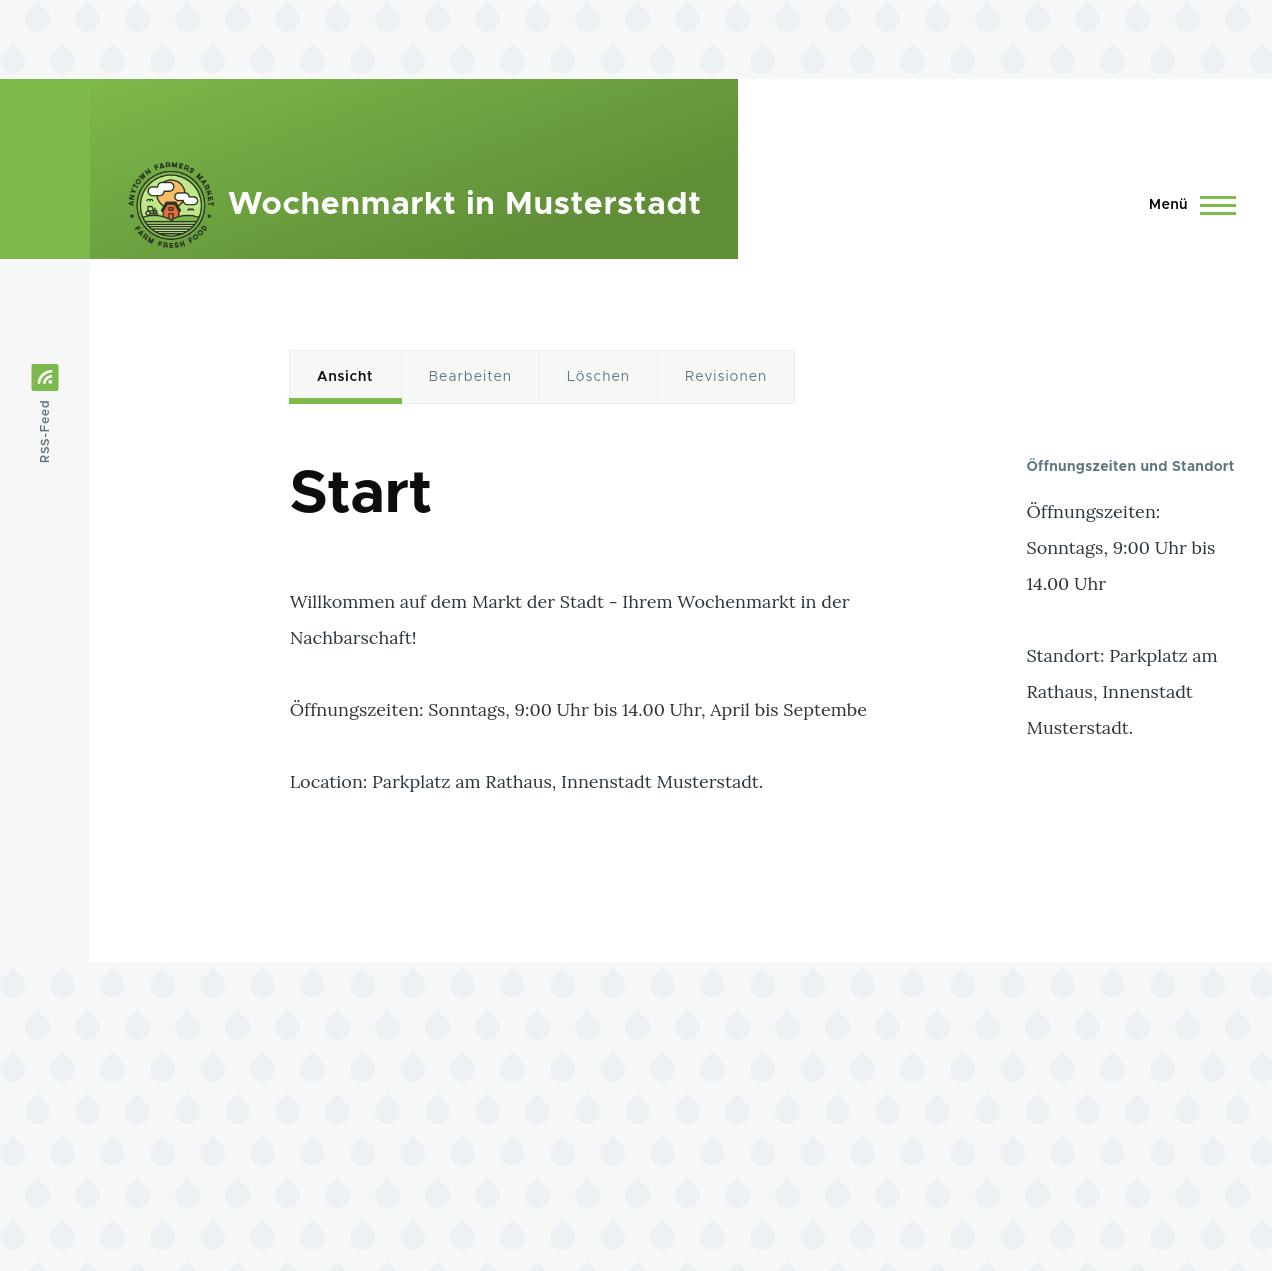 ANYTOWN FARMERS MARKET
FARM FRESH FOOD
Wochenmarkt in Musterstadt
Menü
RSS-Feed
Ansicht
Bearbeiten
Löschen
Revisionen
Start
Willkommen auf dem Markt der Stadt - Ihrem Wochenmarkt in der
Nachbarschaft!
Öffnungszeiten: Sonntags, 9:00 Uhr bis 14.00 Uhr, April bis Septembe
Location: Parkplatz am Rathaus, Innenstadt Musterstadt.
Öffnungszeiten und Standort
Öffnungszeiten:
Sonntags, 9:00 Uhr bis
14.00 Uhr
Standort: Parkplatz am
Rathaus, Innenstadt
Musterstadt.